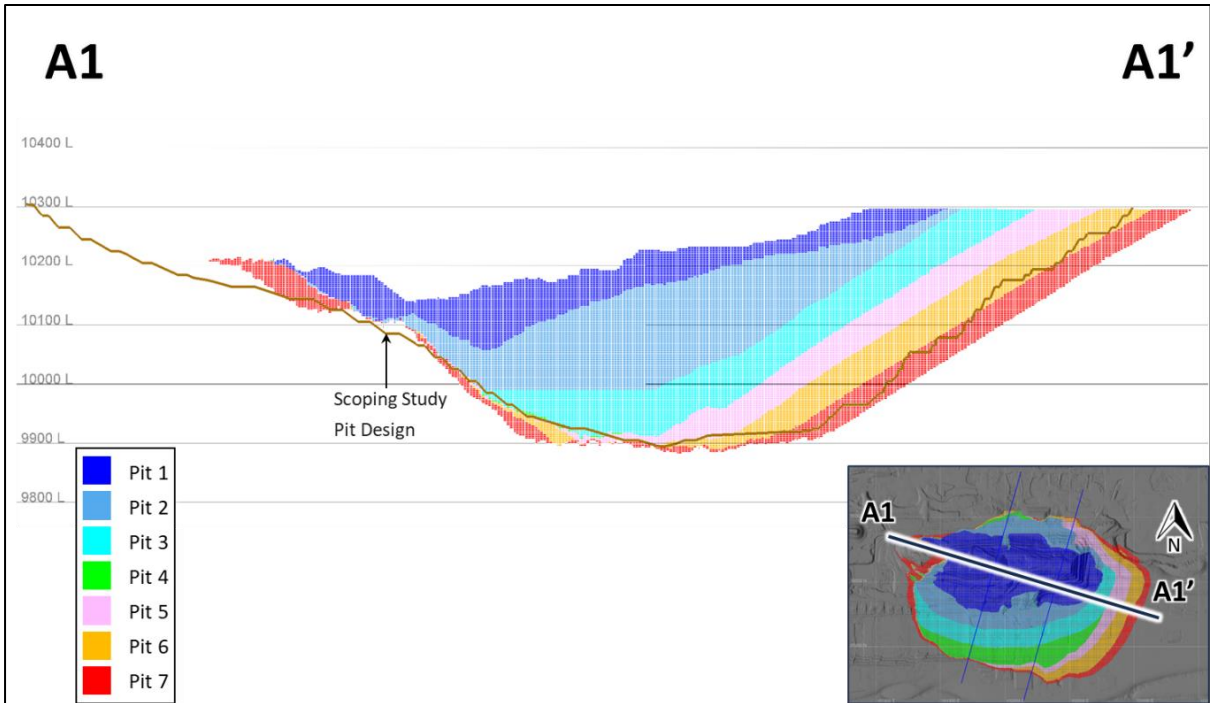 A1
A1’
10400 L
10300 L
10200 L
10100 L
10000 L
9900 L
9800 L
Scoping Study
Pit Design
Pit 1
Pit 2
Pit 3
Pit 4
Pit 5
Pit 6
Pit 7
A1
A1’
N